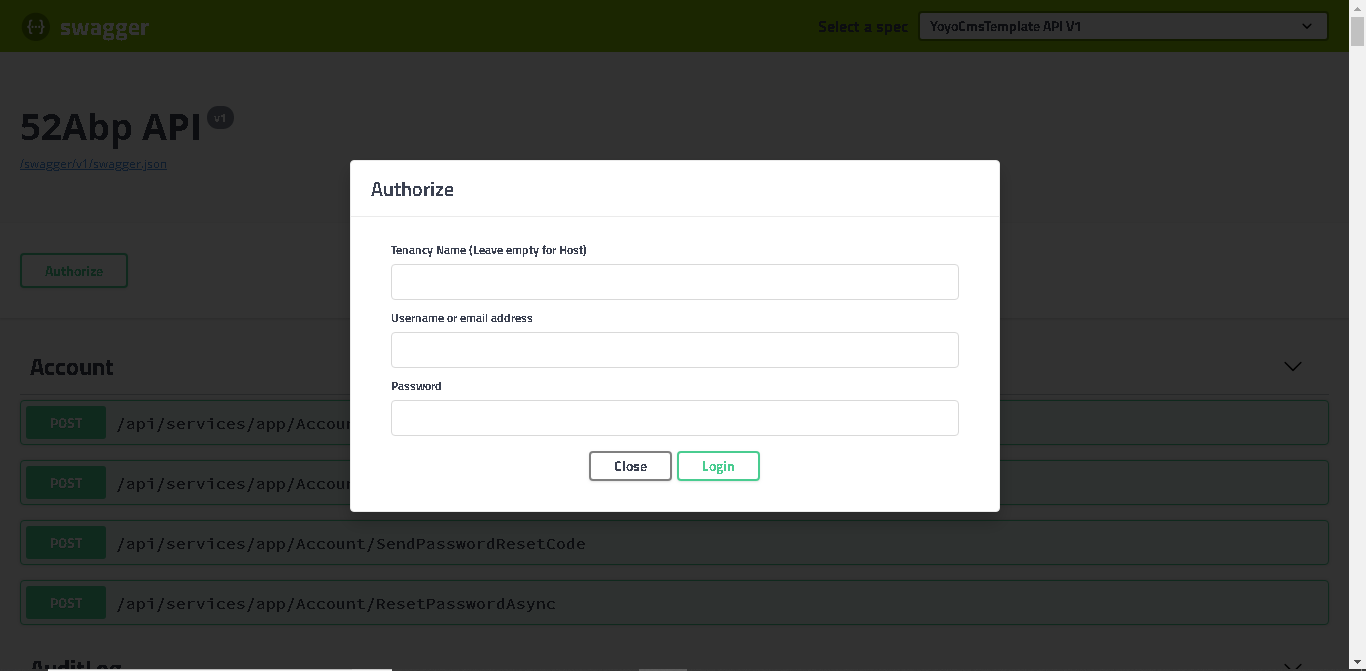 {··} swagger
Select a spec YoyoCmsTemplate API V1
52Abp API v1
/swagger/v1/swagger.json
Authorize
Authorize
Tenancy Name (Leave empty for Host)
Username or email address
Password
Close Login
Account
POST /api/services/app/Accoun
POST /api/services/app/Accoun
POST /api/services/app/Account/SendPasswordResetCode
POST /api/services/app/Account/ResetPasswordAsync
AuditLog